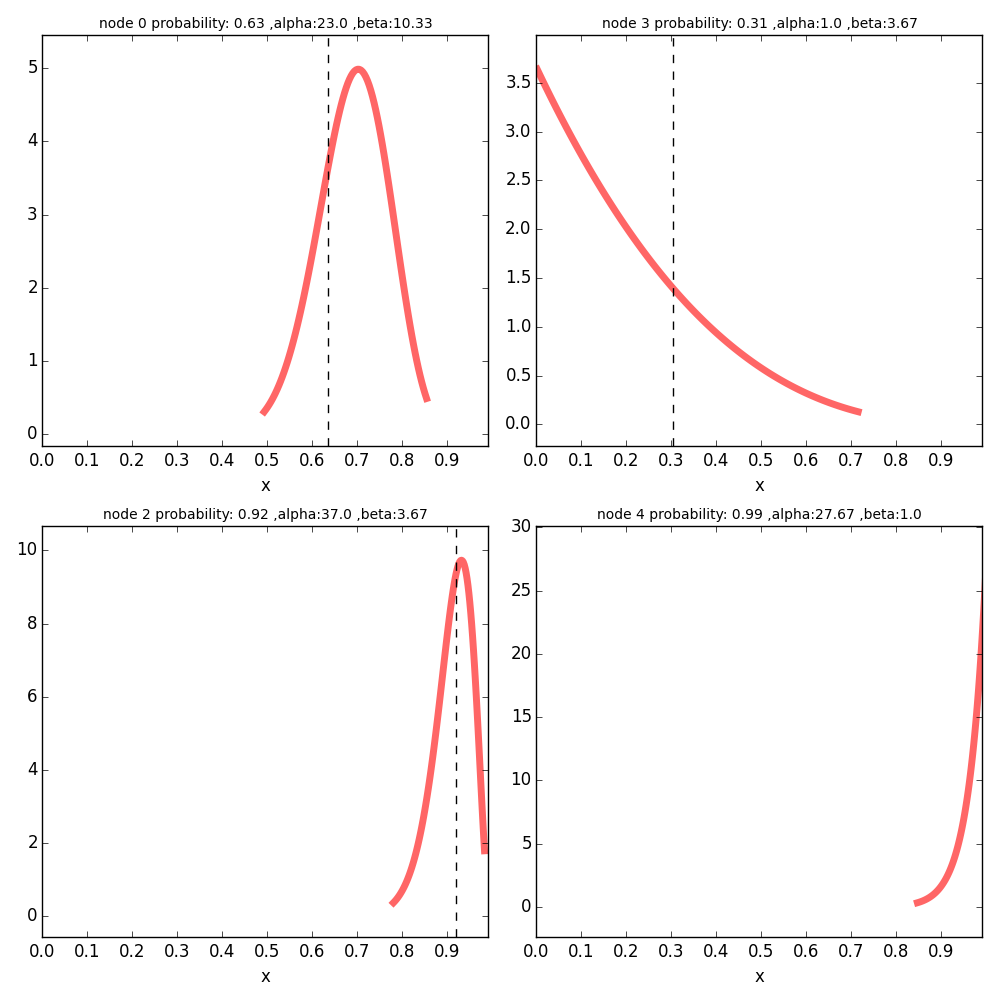 node 0 probability: 0.63 ,alpha:23.0 ,beta:10.33
5
4
3
2
1
0
0.0 0.1 0.2 0.3 0.4 0.5 0.6 0.7 0.8 0.9
x
node 3 probability: 0.31 ,alpha:1.0 ,beta:3.67
3.5
3.0
2.5
2.0
1.5
1.0
0.5
0.0
0.0 0.1 0.2 0.3 0.4 0.5 0.6 0.7 0.8 0.9
x
node 2 probability: 0.92 ,alpha:37.0 ,beta:3.67
10
8
6
4
2
0
0.0 0.1 0.2 0.3 0.4 0.5 0.6 0.7 0.8 0.9
x
node 4 probability: 0.99 ,alpha:27.67 ,beta:1.0
30
25
20
15
10
5
0
0.0 0.1 0.2 0.3 0.4 0.5 0.6 0.7 0.8 0.9
x